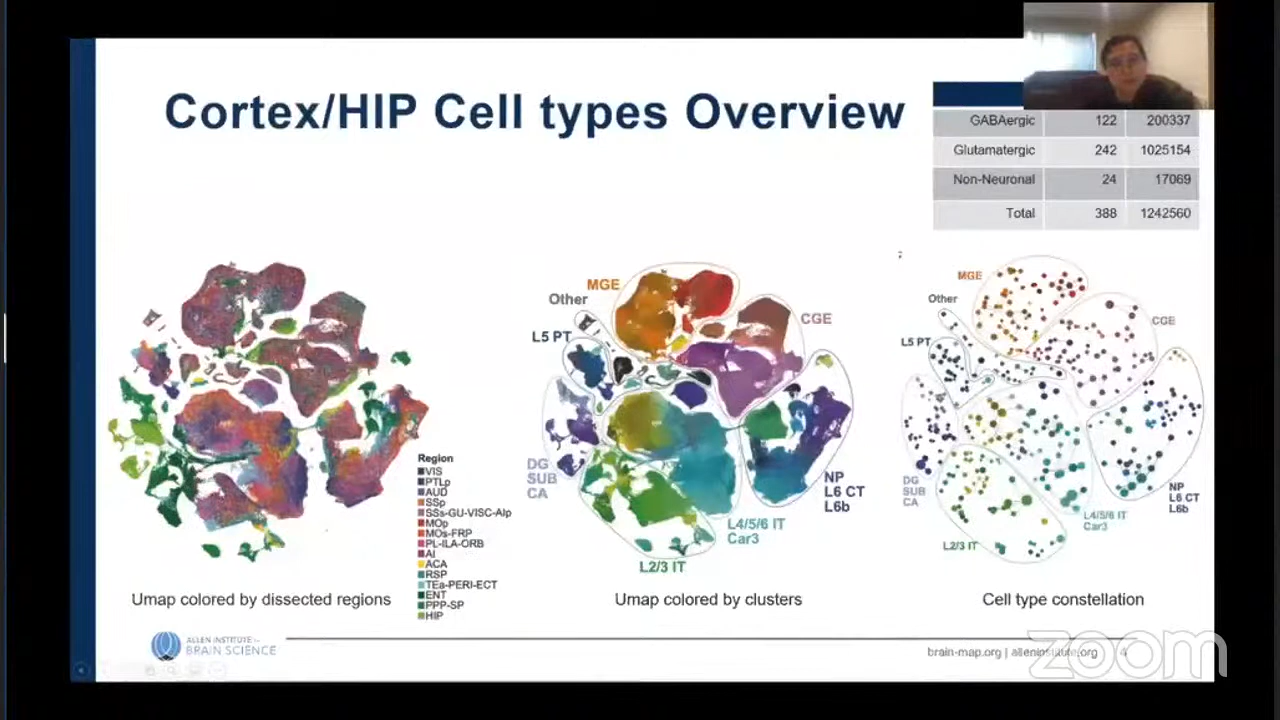 Cortex/HIP Cell types Overview
GABAergic 122 200337
Glutamatergic 242 1025154
Non-Neuronal 24 17069
Total 388 1242560
Region
VIS
PTLp
AUD
SSp
SSs-GU-VISC-AIp
MOp
MOs-FRP
PL-ILA-ORB
AI
ACA
RSP
TEa-PERI-ECT
ENT
PPP-SP
HIP
Umap colored by dissected regions
MGE
Other
L5 PT
CGE
DG
SUB
CA
NP
L6 CT
L6b
L4/5/6 IT
Car3
L2/3 IT
Umap colored by clusters
MGE
Other
L5 PT
CGE
DG
SUB
CA
NP
L6 CT
L6b
L4/5/6 IT
Car3
L2/3 IT
Cell type constellation
ALLEN INSTITUTE for
BRAIN SCIENCE
brain-map.org | alleninstitute.org 4
zoom